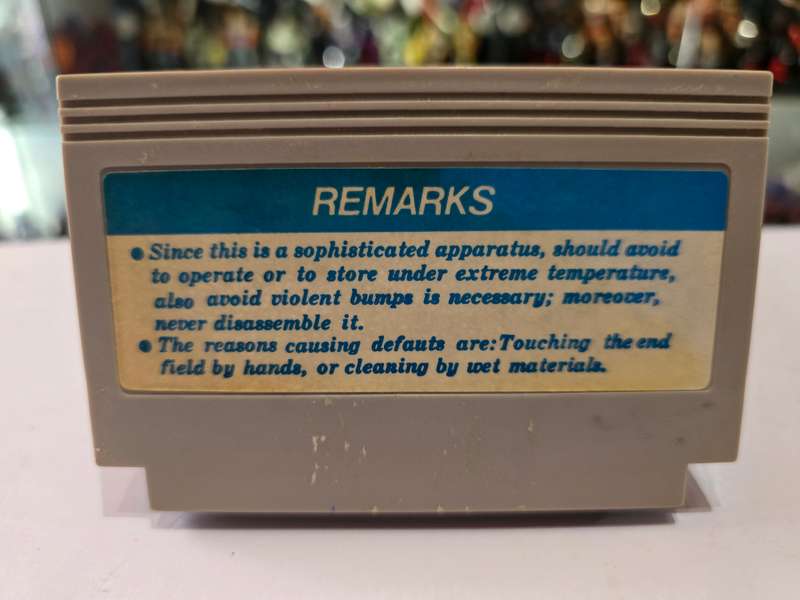 REMARKS
● Since this is a sophisticated apparatus, should avoid
to operate or to store under extreme temperature,
also avoid violent bumps is necessary; moreover,
never disassemble it.
● The reasons causing defauts are:Touching the end
field by hands, or cleaning by wet materials.